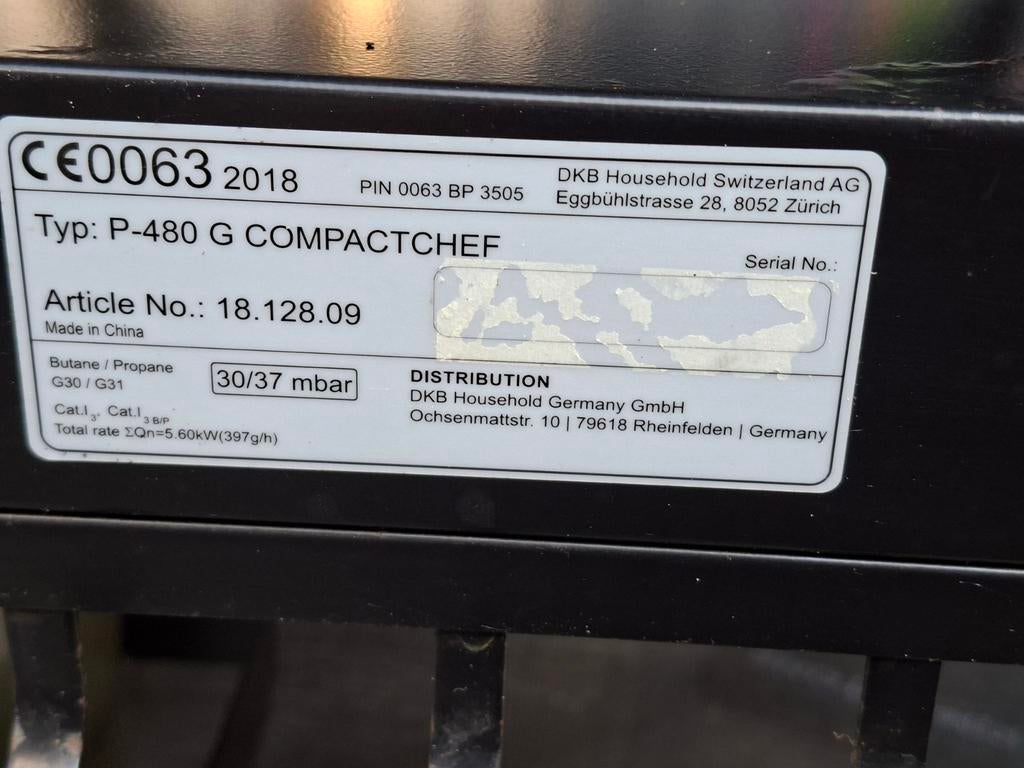 CE0063 2018 PIN 0063 BP 3505
DKB Household Switzerland AG
Eggbühlstrasse 28, 8052 Zürich
Typ: P-480 G COMPACTCHEF
Serial No.:
Article No.: 18.128.09
Made in China
Butane / Propane
G30 / G31
30/37 mbar
Cat.I₃, Cat.I₃ B/P
Total rate ΣQn=5.60kW(397g/h)
DISTRIBUTION
DKB Household Germany GmbH
Ochsenmattstr. 10 | 79618 Rheinfelden | Germany